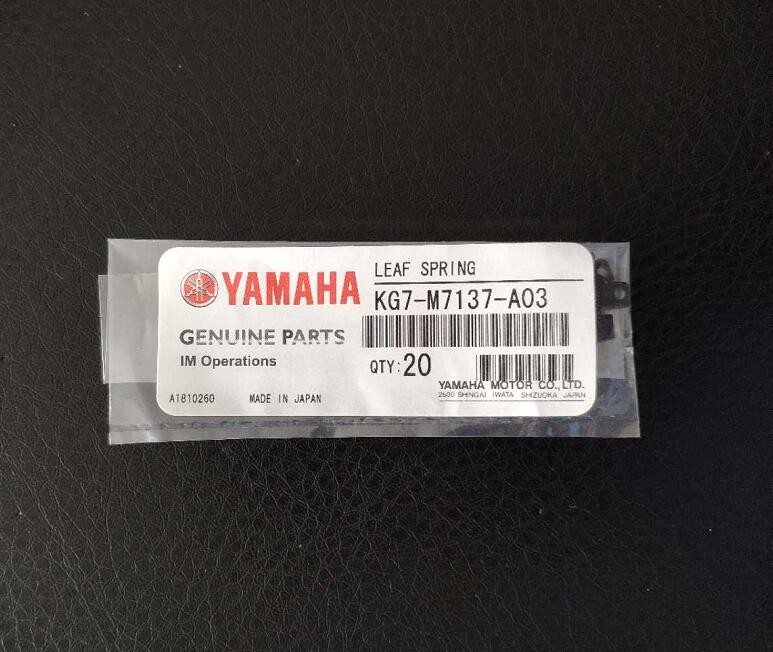 YAMAHA
GENUINE PARTS
IM Operations
A1810260 MADE IN JAPAN
LEAF SPRING
KG7-M7137-A03
QTY:20
YAMAHA MOTOR CO., LTD.
2500 SHINGAI IWATA SHIZUOKA JAPAN